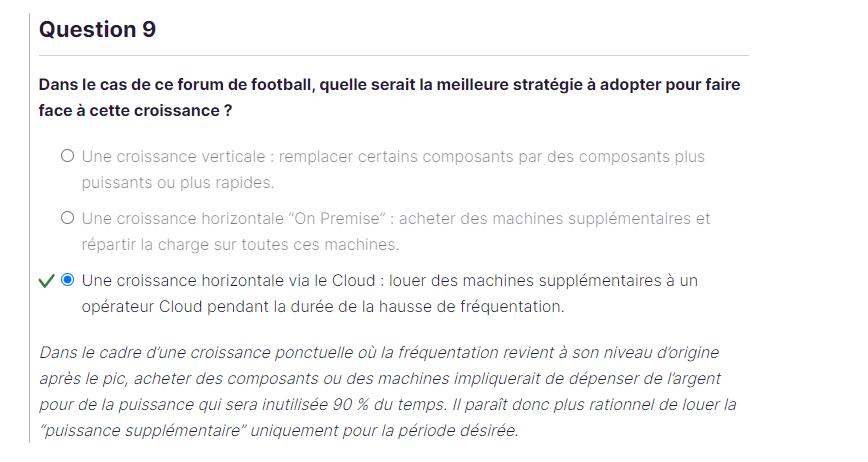 Question 9
Dans le cas de ce forum de football, quelle serait la meilleure stratégie à adopter pour faire
face à cette croissance ?
Une croissance verticale : remplacer certains composants par des composants plus
puissants ou plus rapides.
Une croissance horizontale “On Premise” : acheter des machines supplémentaires et
répartir la charge sur toutes ces machines.
Une croissance horizontale via le Cloud : louer des machines supplémentaires à un
opérateur Cloud pendant la durée de la hausse de fréquentation.
Dans le cadre d’une croissance ponctuelle où la fréquentation revient à son niveau d’origine
après le pic, acheter des composants ou des machines impliquerait de dépenser de l’argent
pour de la puissance qui sera inutilisée 90 % du temps. Il paraît donc plus rationnel de louer la
“puissance supplémentaire” uniquement pour la période désirée.